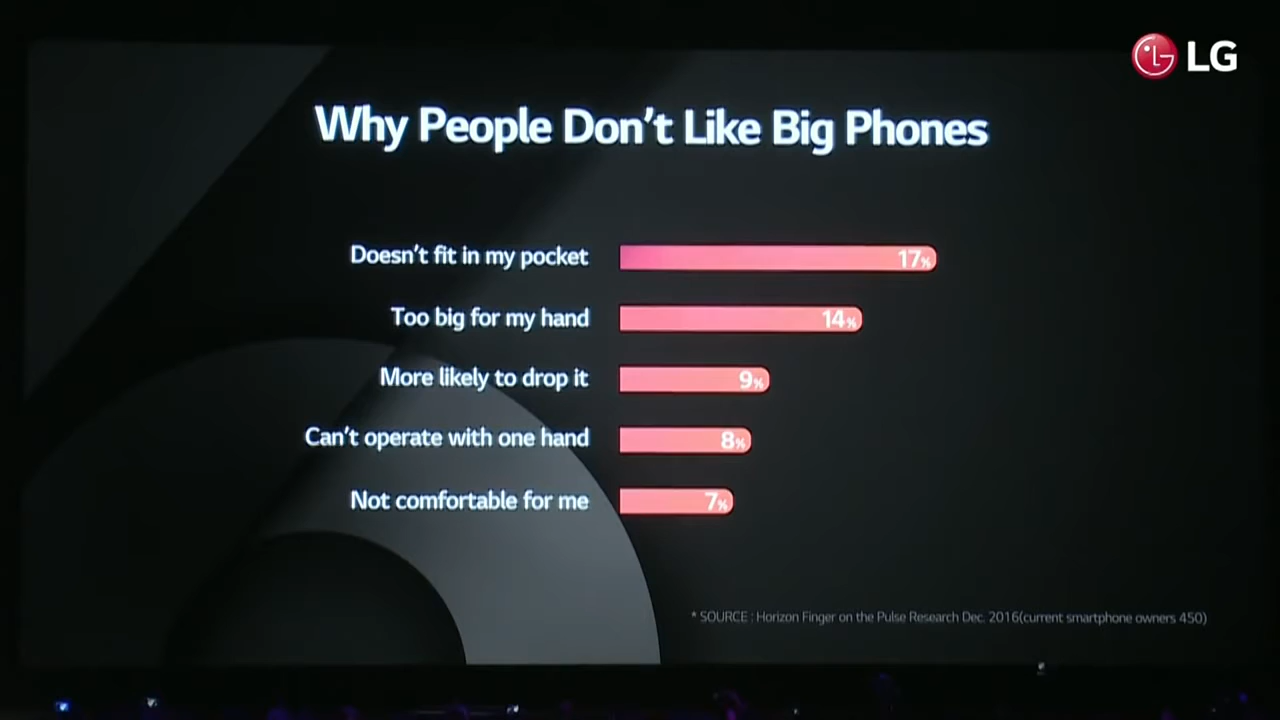 LG
Why People Don't Like Big Phones
Doesn't fit in my pocket 17%
Too big for my hand 14%
More likely to drop it 9%
Can't operate with one hand 8%
Not comfortable for me 7%
* SOURCE : Horizon Finger on the Pulse Research Dec. 2016(current smartphone owners 450)